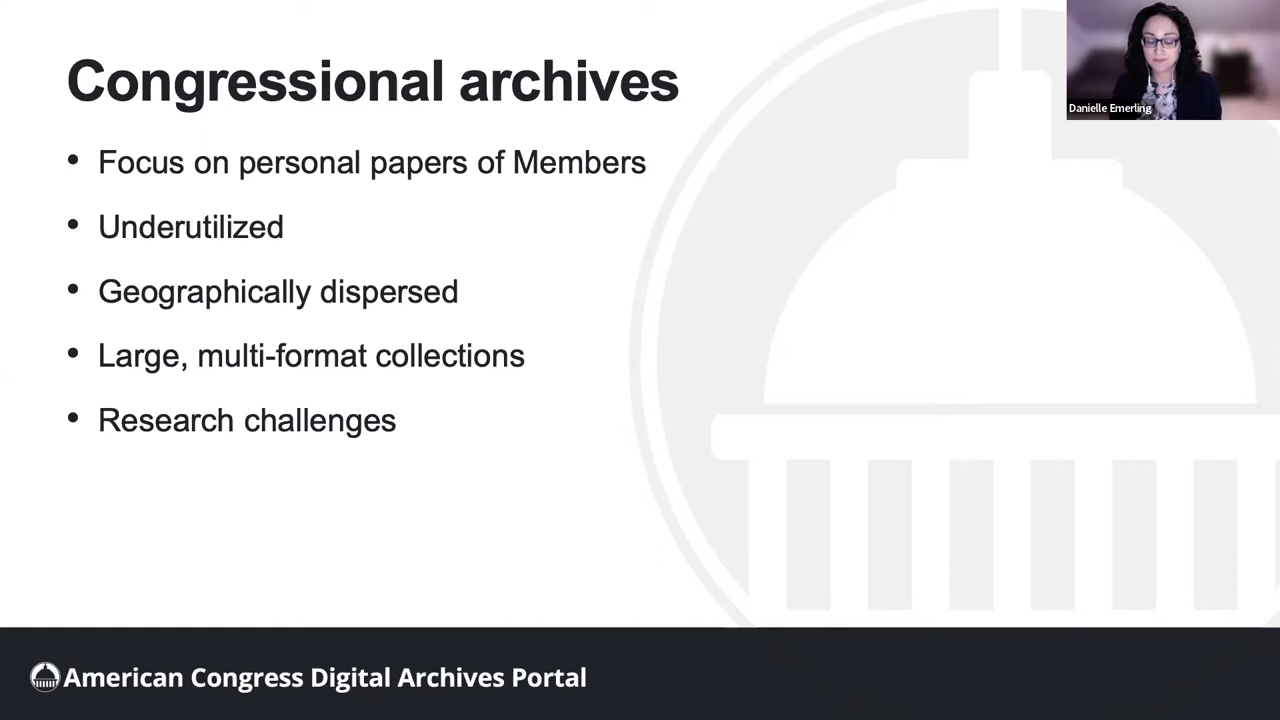 Congressional archives
• Focus on personal papers of Members
• Underutilized
• Geographically dispersed
• Large, multi-format collections
• Research challenges
Danielle Emerling
American Congress Digital Archives Portal